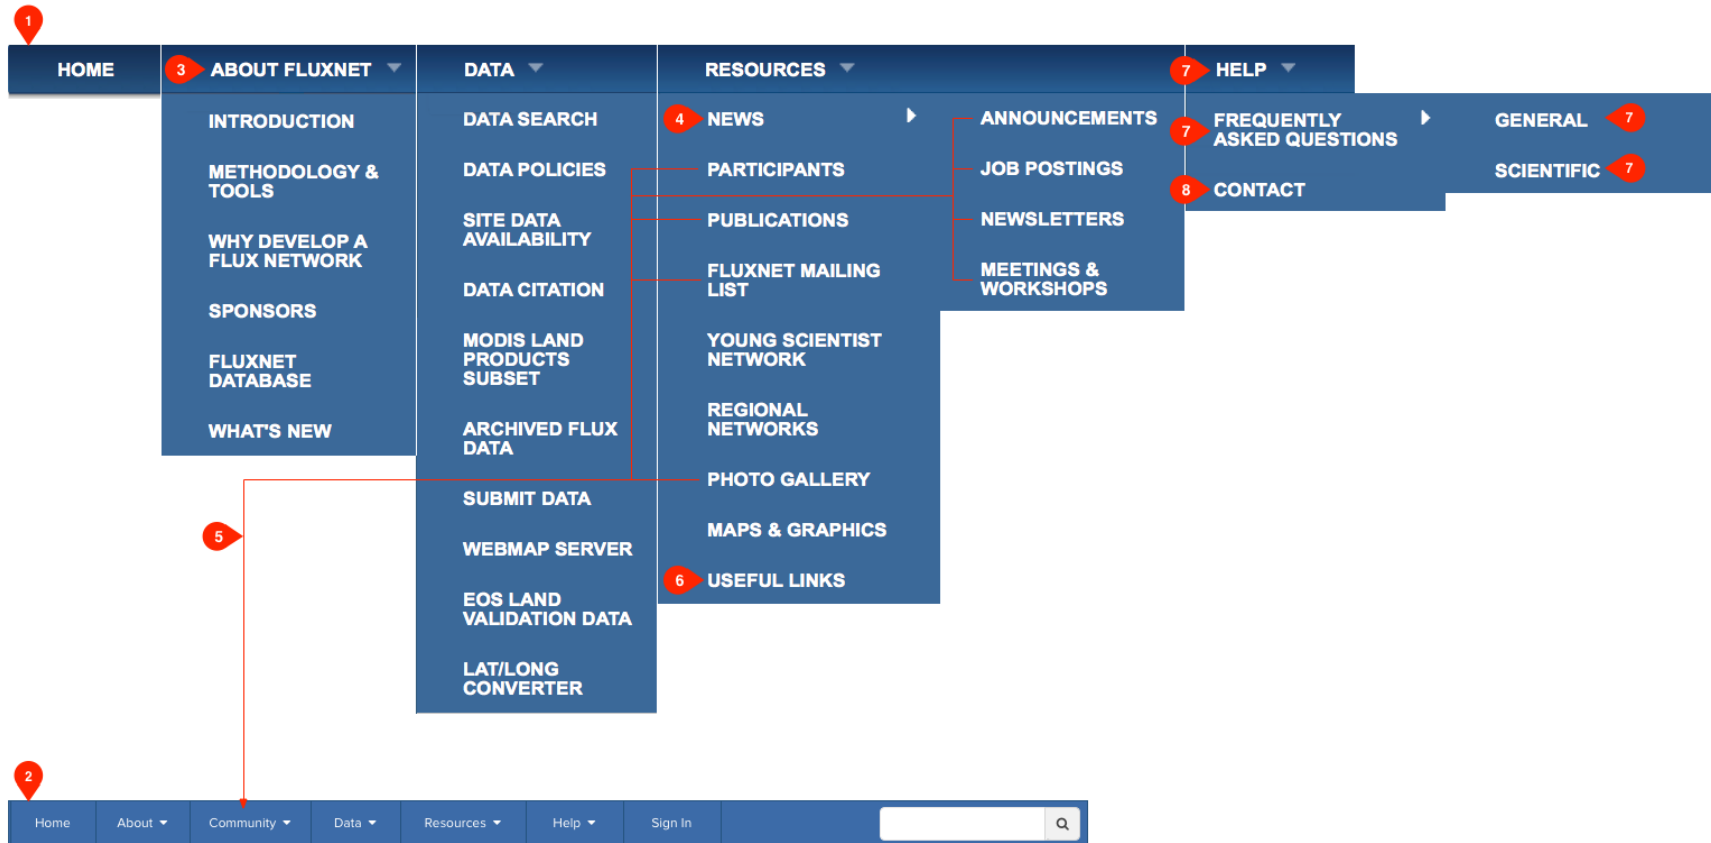 1
HOME
3
ABOUT FLUXNET
DATA
RESOURCES
7
HELP
INTRODUCTION
METHODOLOGY &
TOOLS
WHY DEVELOP A
FLUX NETWORK
SPONSORS
FLUXNET
DATABASE
WHAT'S NEW
DATA SEARCH
DATA POLICIES
SITE DATA
AVAILABILITY
DATA CITATION
MODIS LAND
PRODUCTS
SUBSET
ARCHIVED FLUX
DATA
SUBMIT DATA
WEBMAP SERVER
EOS LAND
VALIDATION DATA
LAT/LONG
CONVERTER
4
NEWS
PARTICIPANTS
PUBLICATIONS
FLUXNET MAILING
LIST
YOUNG SCIENTIST
NETWORK
REGIONAL
NETWORKS
PHOTO GALLERY
MAPS & GRAPHICS
6
USEFUL LINKS
ANNOUNCEMENTS
JOB POSTINGS
NEWSLETTERS
MEETINGS &
WORKSHOPS
7
FREQUENTLY
ASKED QUESTIONS
8
CONTACT
GENERAL
7
SCIENTIFIC
7
5
2
Home
About
Community
Data
Resources
Help
Sign In